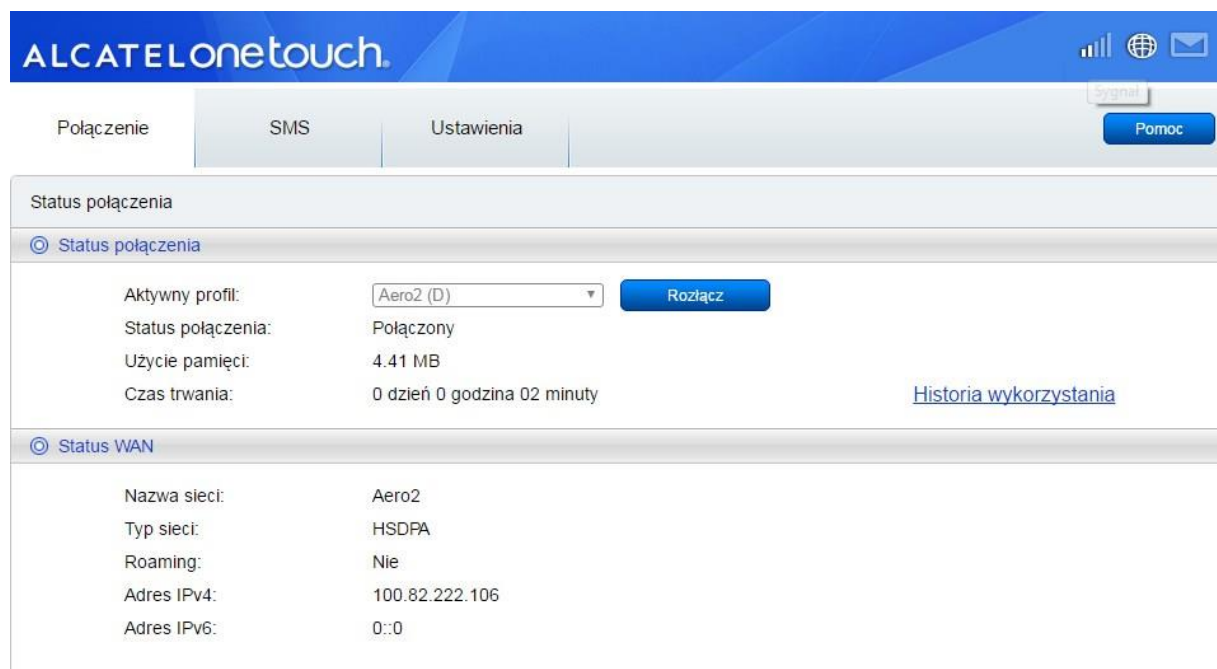 ALCATELonetouch.
Sygnał
Połączenie SMS Ustawienia Pomoc
Status połączenia
Status połączenia
Aktywny profil: Aero2 (D) Rozłącz
Status połączenia: Połączony
Użycie pamięci: 4.41 MB
Czas trwania: 0 dzień 0 godzina 02 minuty Historia wykorzystania
Status WAN
Nazwa sieci: Aero2
Typ sieci: HSDPA
Roaming: Nie
Adres IPv4: 100.82.222.106
Adres IPv6: 0::0